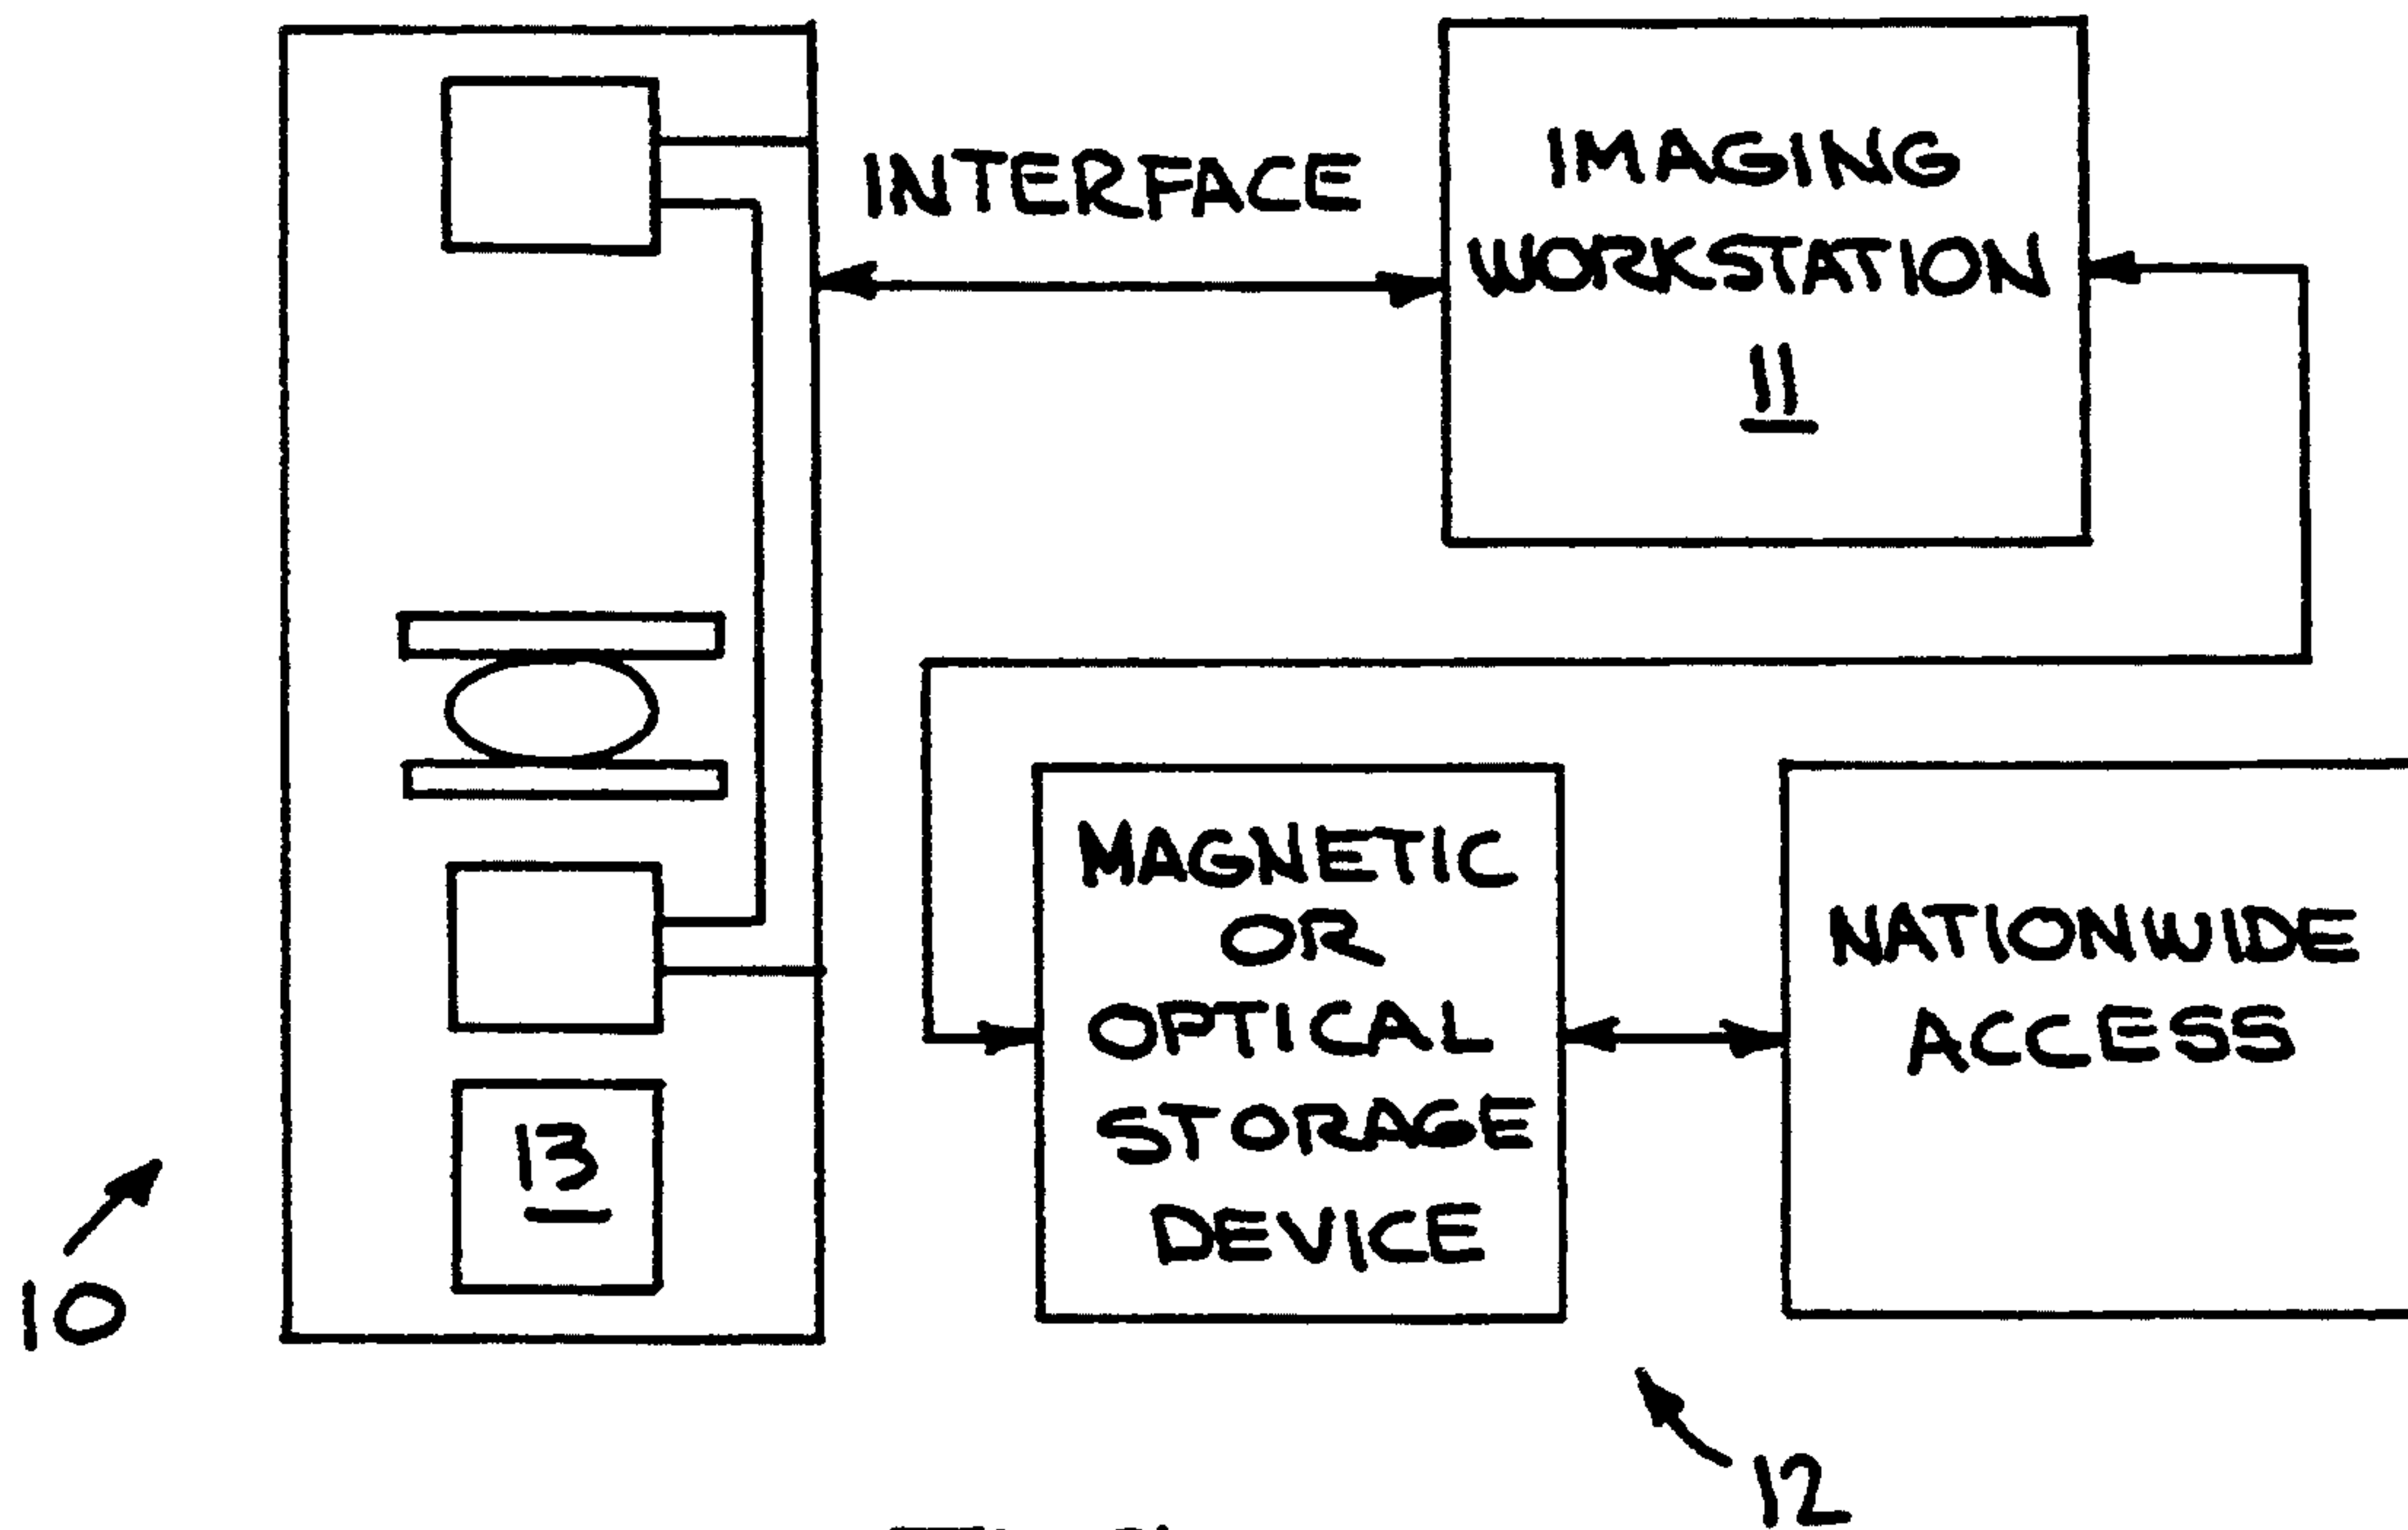 INTERFACE
IMAGING
WORKSTATION
11
MAGNETIC
OR
OPTICAL
STORAGE
DEVICE
NATIONWIDE
ACCESS
13
10
12